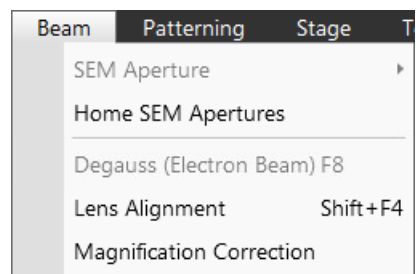 Beam Patterning Stage
SEM Aperture
Home SEM Apertures
Degauss (Electron Beam) F8
Lens Alignment Shift+F4
Magnification Correction